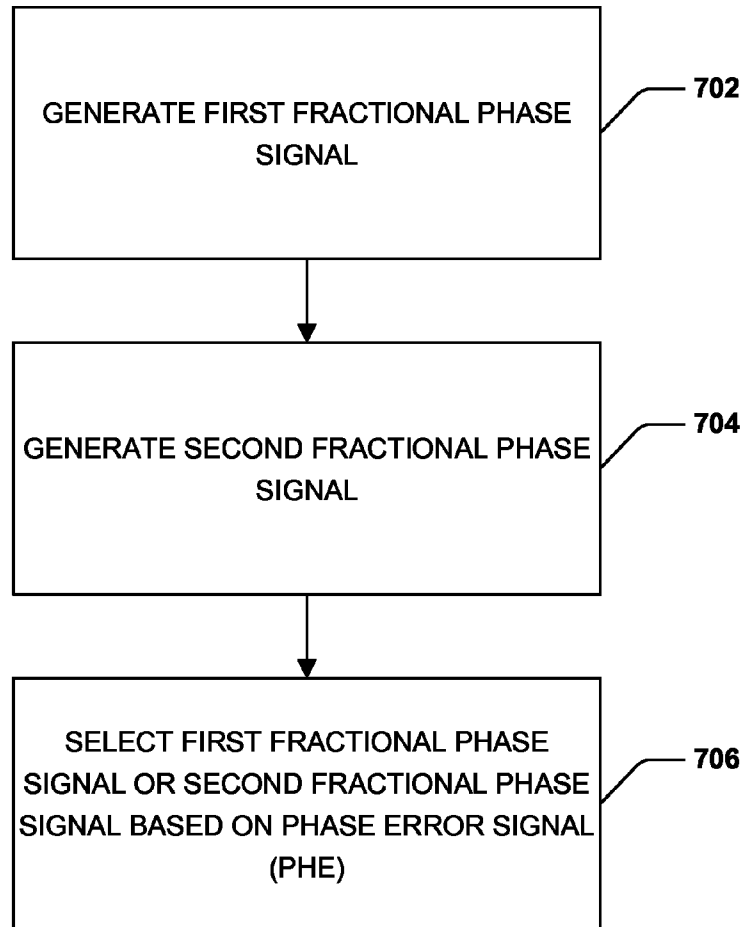 702
GENERATE FIRST FRACTIONAL PHASE
SIGNAL
704
GENERATE SECOND FRACTIONAL PHASE
SIGNAL
706
SELECT FIRST FRACTIONAL PHASE
SIGNAL OR SECOND FRACTIONAL PHASE
SIGNAL BASED ON PHASE ERROR SIGNAL
(PHE)